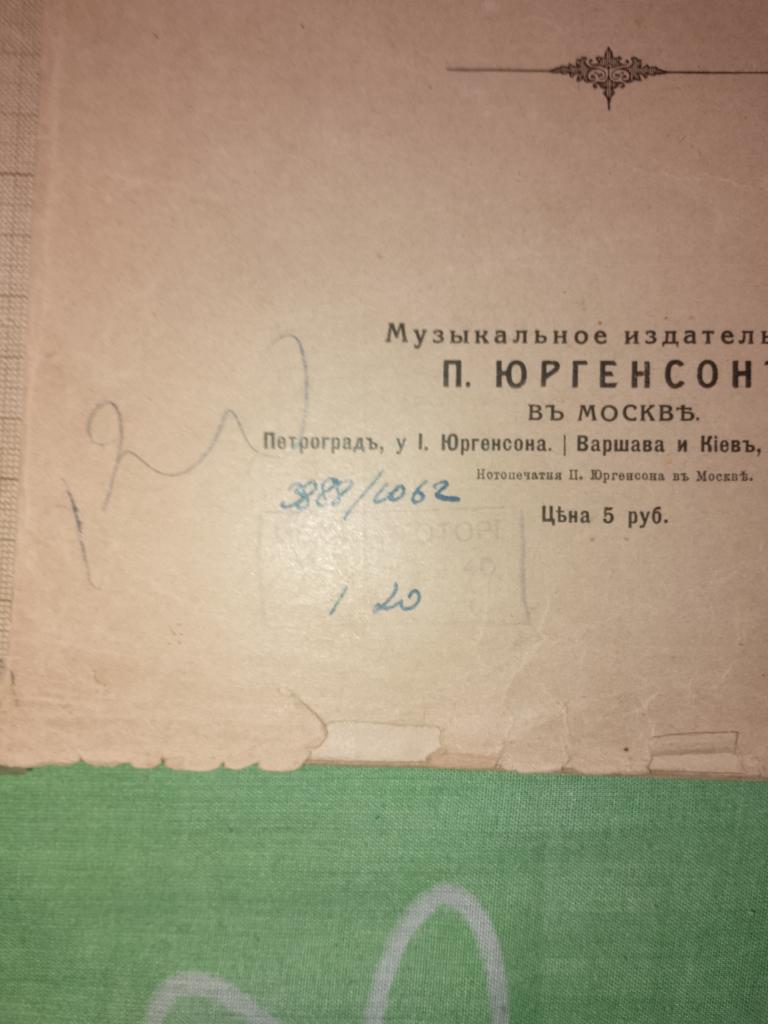 Музыкальное издатель
П. ЮРГЕНСОН
ВЪ МОСКВѢ.
Петроградъ, у І. Юргенсона. | Варшава и Кіевъ,
Нотопечатня П. Юргенсона въ Москвѣ.
3888/1062
Цѣна 5 руб.
1 20